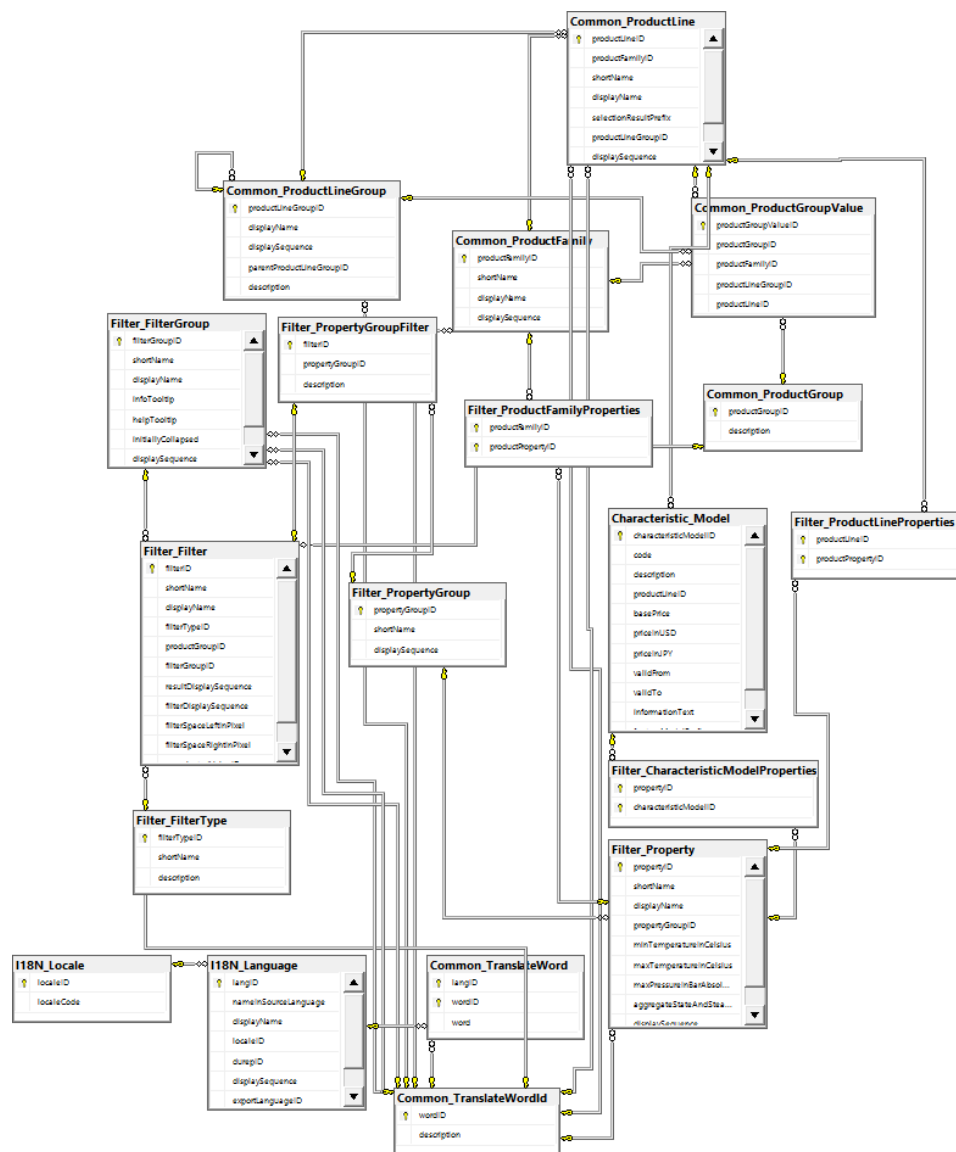 Common_ProductLine
productLineID
productFamilyID
shortName
displayName
selectionResultPrefix
productLineGroupID
displaySequence
Common_ProductLineGroup
productLineGroupID
displayName
displaySequence
parentProductLineGroupID
description
Common_ProductFamily
productFamilyID
shortName
displayName
displaySequence
Common_ProductGroupValue
productGroupValueID
productGroupID
productFamilyID
productLineGroupID
productLineID
Filter_FilterGroup
filterGroupID
shortName
displayName
infoTooltip
helpTooltip
initiallyCollapsed
displaySequence
Filter_PropertyGroupFilter
filterID
propertyGroupID
description
Filter_ProductFamilyProperties
productFamilyID
productPropertyID
Common_ProductGroup
productGroupID
description
Filter_Filter
filterID
shortName
displayName
filterTypeID
productGroupID
filterGroupID
resultDisplaySequence
filterDisplaySequence
filterSpaceLeftInPixel
filterSpaceRightInPixel
Filter_PropertyGroup
propertyGroupID
shortName
displaySequence
Characteristic_Model
characteristicModelID
code
description
productLineID
basePrice
priceInUSD
priceInJPY
validFrom
validTo
informationText
Filter_ProductLineProperties
productLineID
productPropertyID
Filter_CharacteristicModelProperties
propertyID
characteristicModelID
Filter_FilterType
filterTypeID
shortName
description
Filter_Property
propertyID
shortName
displayName
propertyGroupID
minTemperatureInCelsius
maxTemperatureInCelsius
maxPressureInBarAbsol...
aggregateStateAndStea...
displaySequence
I18N_Locale
localeID
localeCode
I18N_Language
langID
nameInSourceLanguage
displayName
localeID
durepID
displaySequence
exportLanguageID
Common_TranslateWord
langID
wordID
word
Common_TranslateWordId
wordID
description